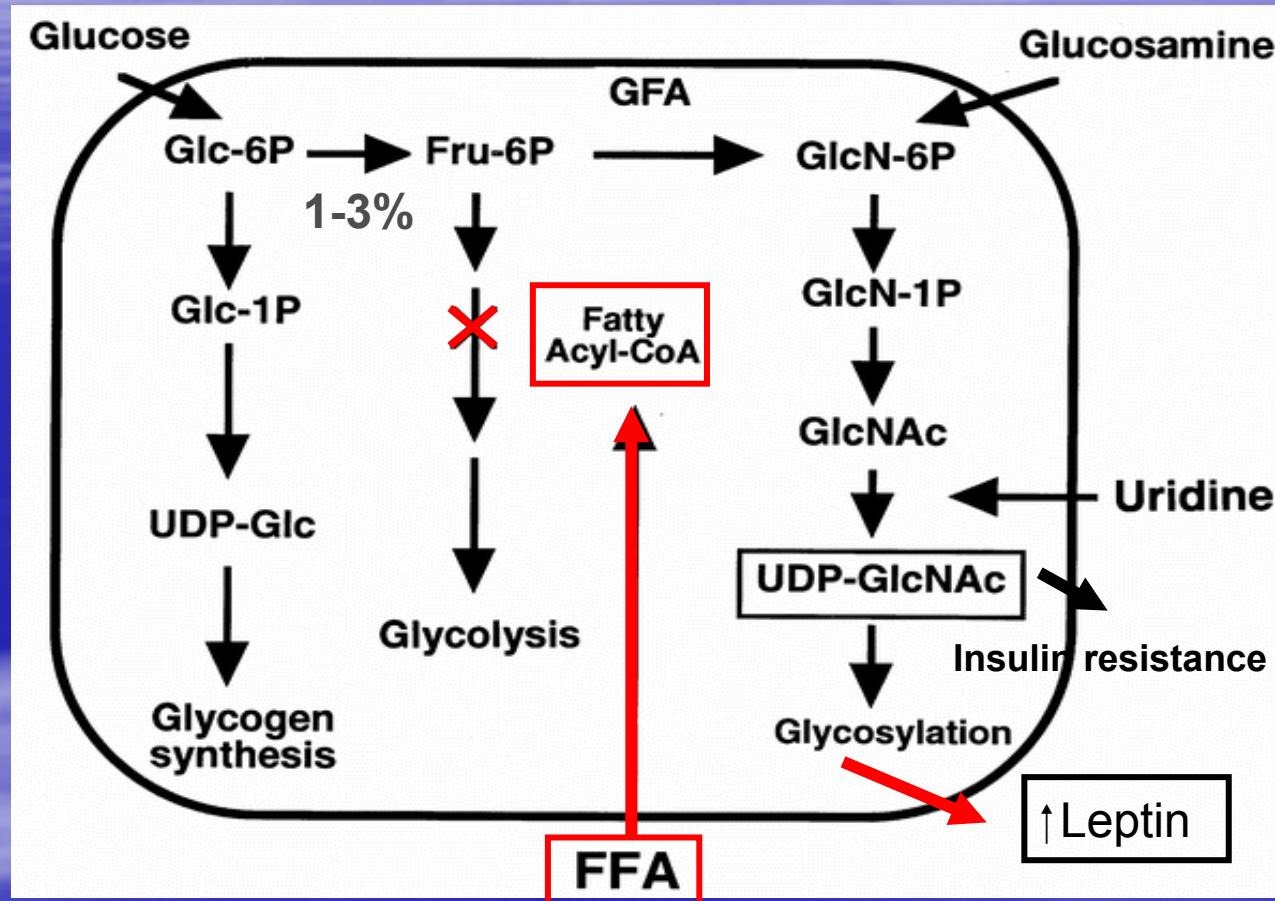 Glucose
Glucosamine
GFA
Glc-6P
Fru-6P
GlcN-6P
1-3%
Glc-1P
Fatty
Acyl-CoA
GlcN-1P
GlcNAc
UDP-Glc
Uridine
UDP-GlcNAc
Glycolysis
Insulin resistance
Glycogen
synthesis
Glycosylation
↑Leptin
FFA